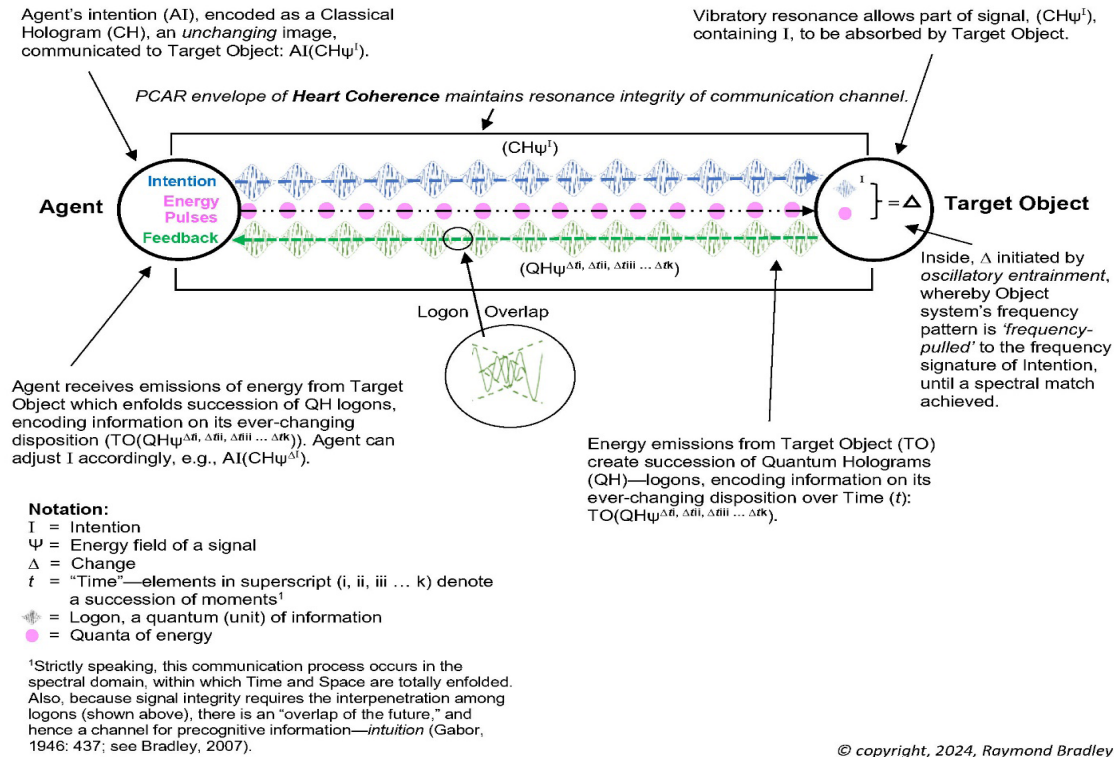 Agent's intention (AI), encoded as a Classical
Hologram (CH), an unchanging image,
communicated to Target Object: AI(CHψᴵ).
Vibratory resonance allows part of signal, (CHψᴵ),
containing I, to be absorbed by Target Object.
PCAR envelope of Heart Coherence maintains resonance integrity of communication channel.
(CHψᴵ)
Agent
Intention
Energy
Pulses
Feedback
I
= Δ
Target Object
(QHψ^Δti, Δtii, Δtiii ... Δtk)
Logon Overlap
Inside, Δ initiated by
oscillatory entrainment,
whereby Object
system's frequency
pattern is 'frequency-
pulled' to the frequency
signature of Intention,
until a spectral match
achieved.
Agent receives emissions of energy from Target
Object which enfolds succession of QH logons,
encoding information on its ever-changing
disposition (TO(QHψ^Δti, Δtii, Δtiii ... Δtk)). Agent can
adjust I accordingly, e.g., AI(CHψ^ΔI).
Energy emissions from Target Object (TO)
create succession of Quantum Holograms
(QH)—logons, encoding information on its
ever-changing disposition over Time (t):
TO(QHψ^Δti, Δtii, Δtiii ... Δtk).
Notation:
I = Intention
Ψ = Energy field of a signal
Δ = Change
t = "Time"—elements in superscript (i, ii, iii ... k) denote
a succession of moments¹
= Logon, a quantum (unit) of information
= Quanta of energy
¹Strictly speaking, this communication process occurs in the
spectral domain, within which Time and Space are totally enfolded.
Also, because signal integrity requires the interpenetration among
logons (shown above), there is an "overlap of the future," and
hence a channel for precognitive information—intuition (Gabor,
1946: 437; see Bradley, 2007).
© copyright, 2024, Raymond Bradley